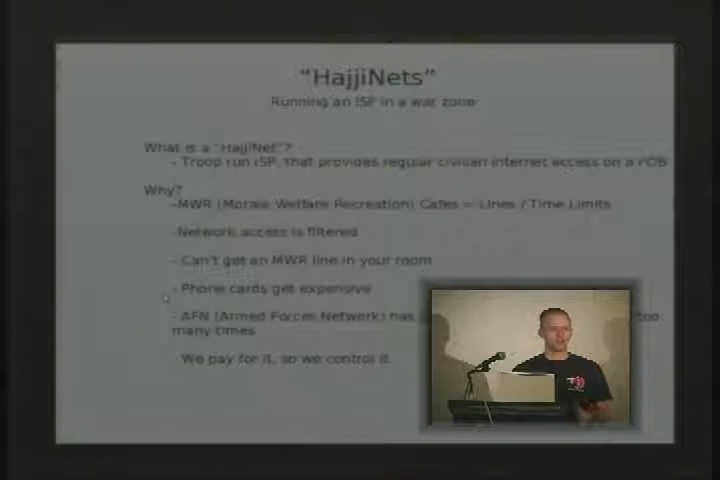 "HajjiNets"
Running an ISP in a war zone
What is a "HajjiNet"?
- Troop run ISP, that provides regular civilian internet access on a FOB
Why?
-MWR (Morale Welfare Recreation) Cafes = Lines / Time Limits
-Network access is filtered
- Can't get an MWR line in your room
- Phone cards get expensive
- AFN (Armed Forces Network) has too
many times
We pay for it, so we control it.